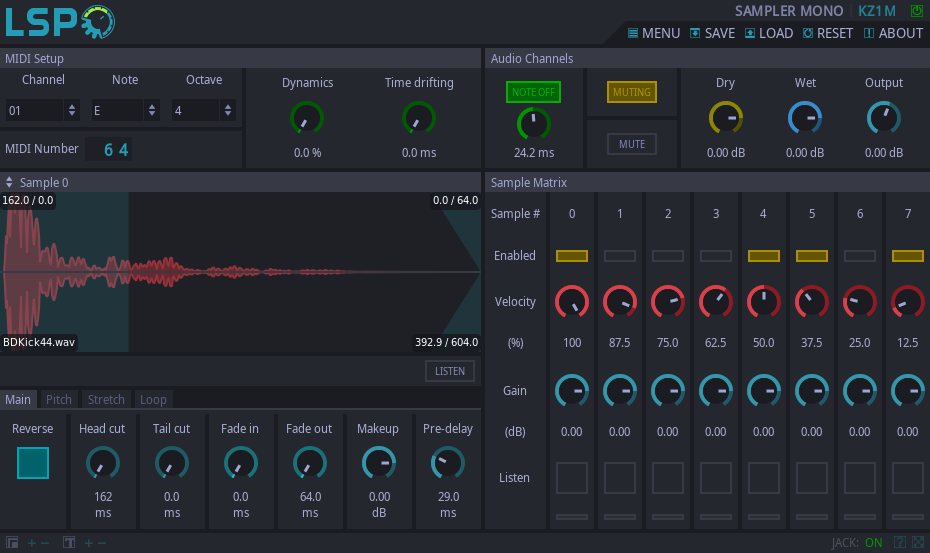 LSP
SAMPLER MONO KZ1M
MENU SAVE LOAD RESET ABOUT
MIDI Setup
Channel Note Octave
01 E 4
MIDI Number 64
Dynamics Time drifting
0.0 % 0.0 ms
Audio Channels
NOTE OFF
24.2 ms
MUTING
MUTE
Dry Wet Output
0.00 dB 0.00 dB 0.00 dB
Sample 0
162.0 / 0.0 0.0 / 64.0
BDKick44.wav 392.9 / 604.0
LISTEN
Main Pitch Stretch Loop
Reverse Head cut Tail cut Fade in Fade out Makeup Pre-delay
162 0.0 0.0 64.0 0.00 29.0
ms ms ms ms dB ms
Sample Matrix
Sample # 0 1 2 3 4 5 6 7
Enabled
Velocity
(%) 100 87.5 75.0 62.5 50.0 37.5 25.0 12.5
Gain
(dB) 0.00 0.00 0.00 0.00 0.00 0.00 0.00 0.00
Listen
+ - T + - JACK: ON ?